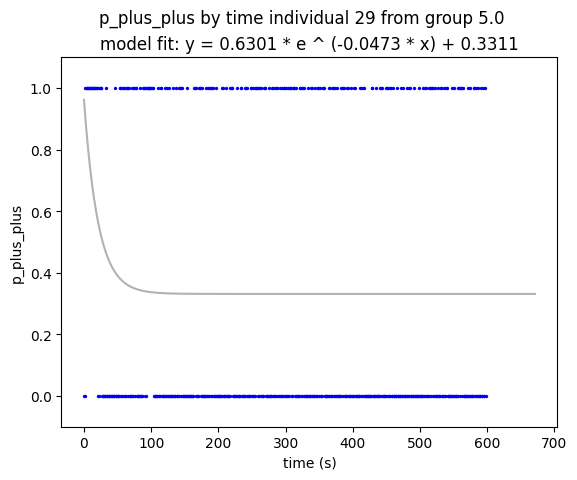 p_plus_plus by time individual 29 from group 5.0
model fit: y = 0.6301 * e ^ (-0.0473 * x) + 0.3311
1.0
0.8
0.6
0.4
0.2
0.0
p_plus_plus
0 100 200 300 400 500 600 700
time (s)